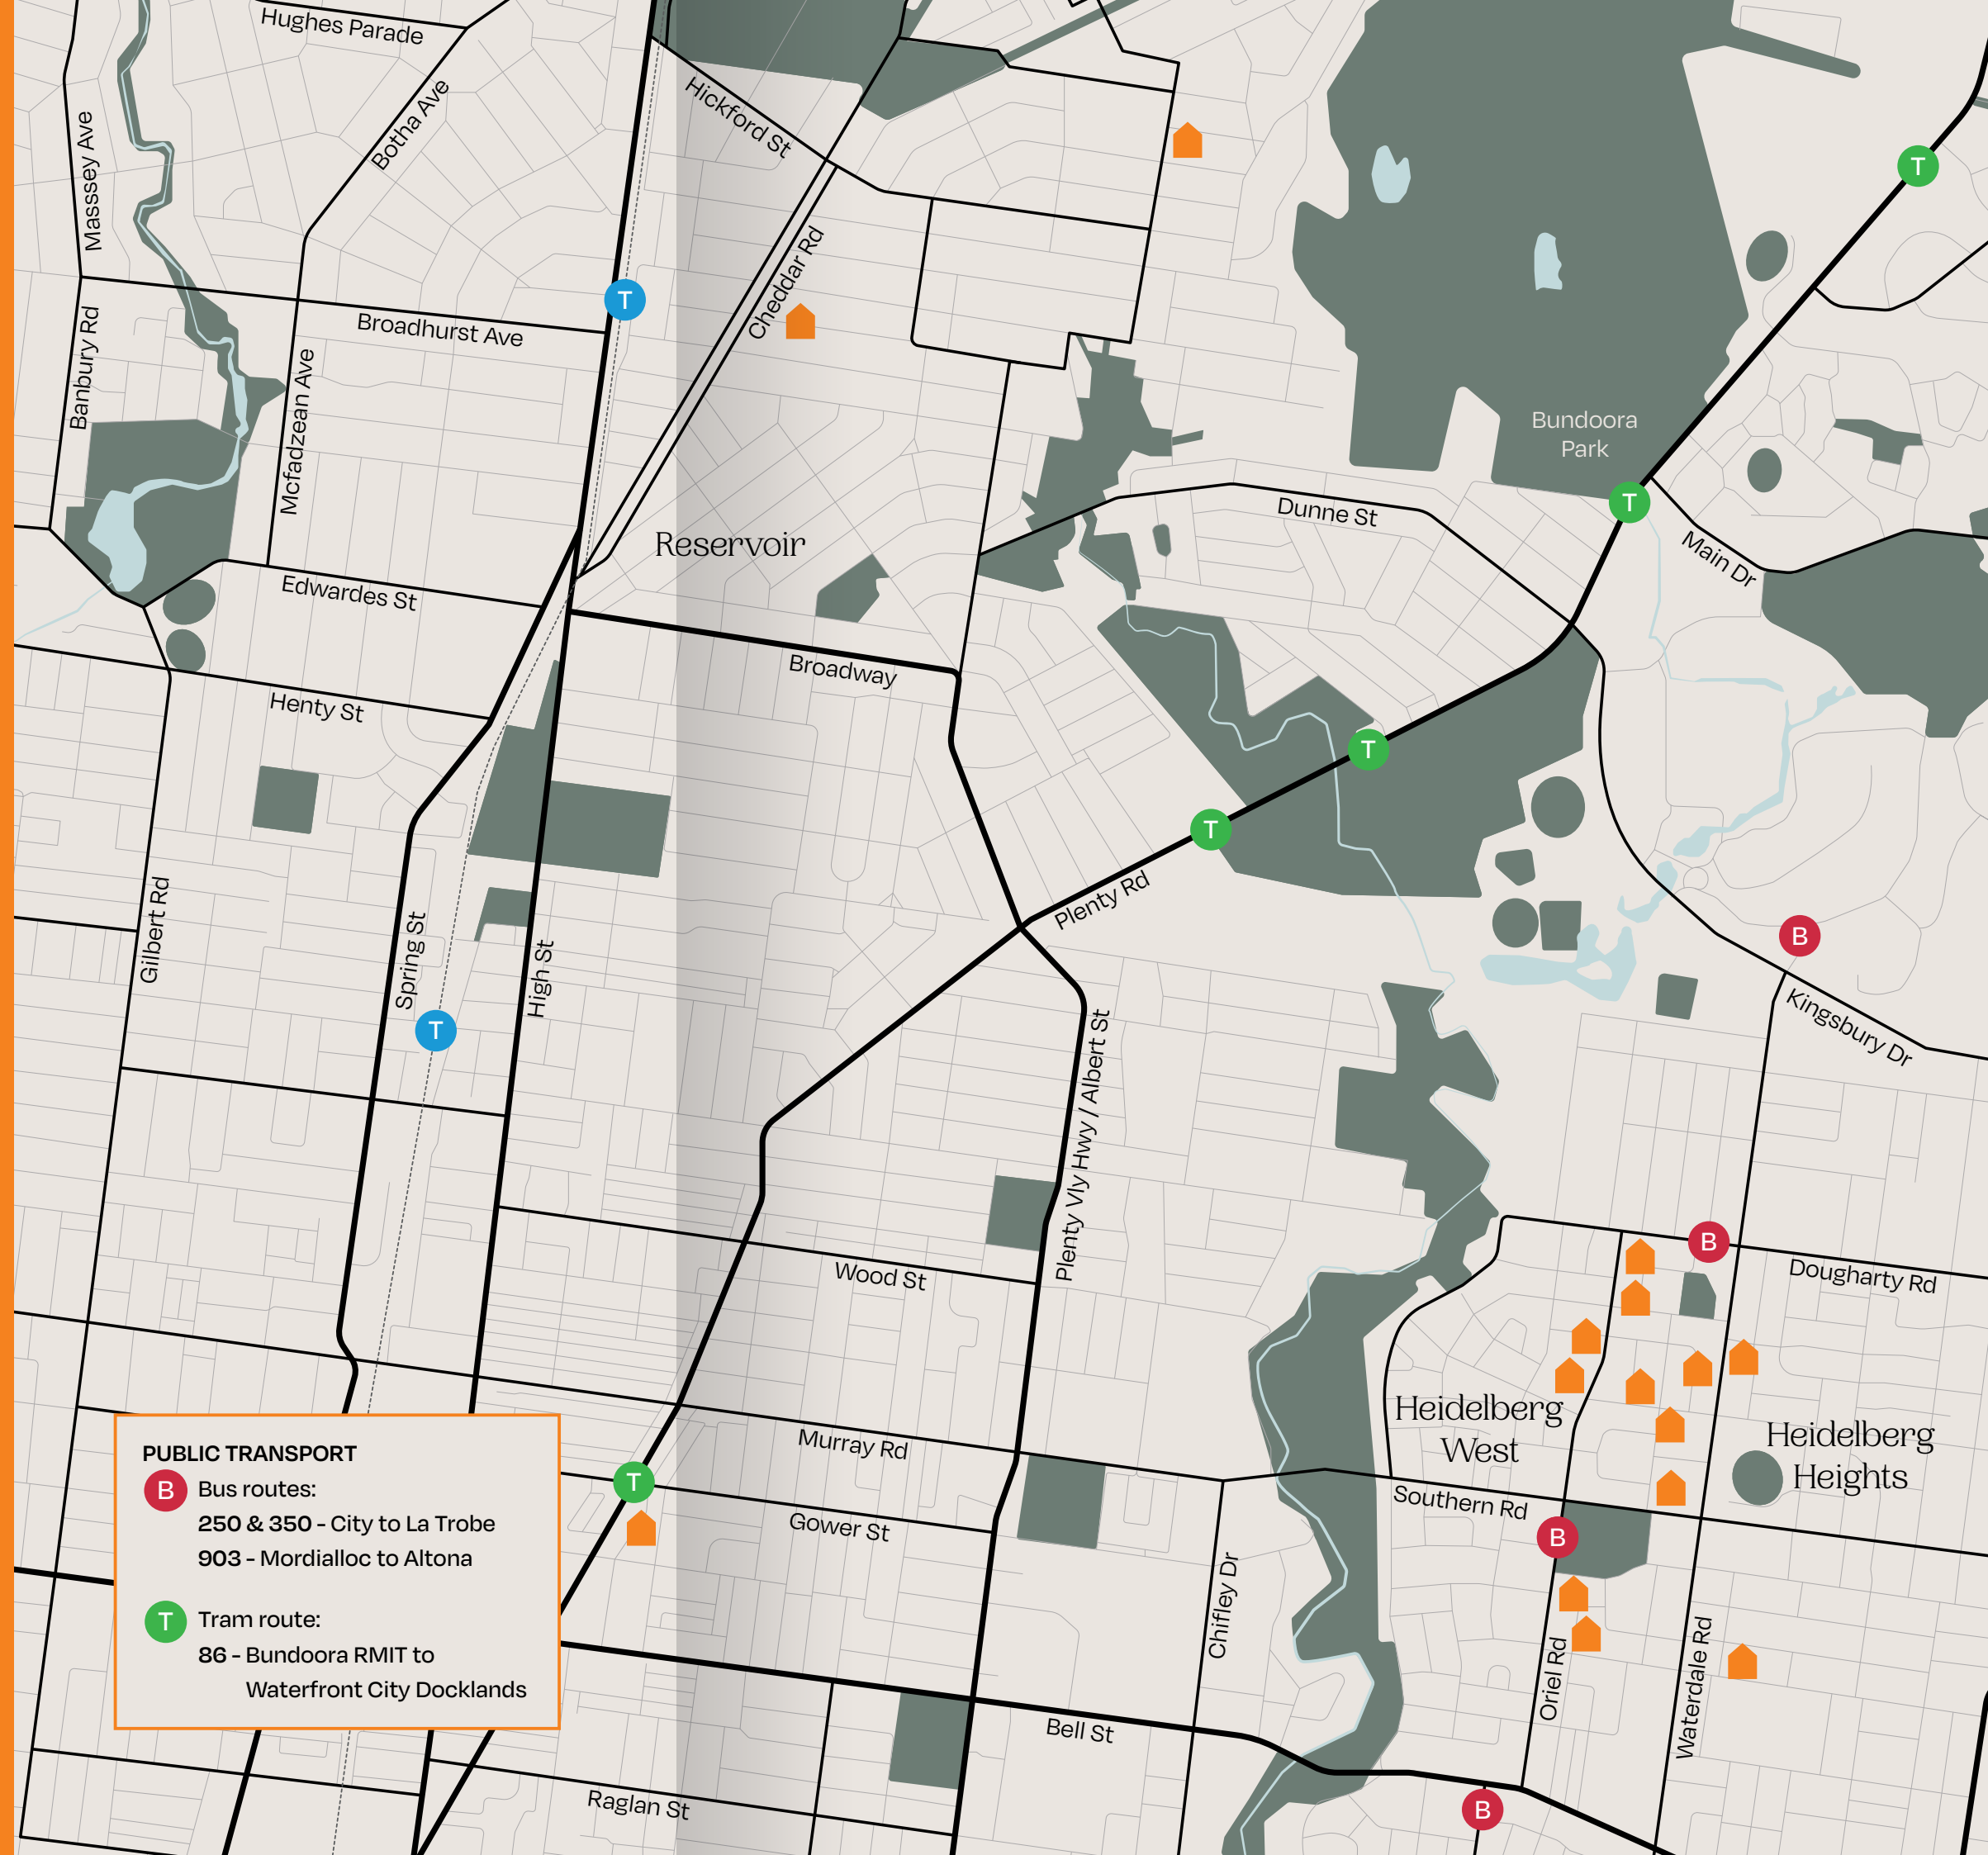 Hughes Parade
Botha Ave
Massey Ave
Hickford St
T
T
Cheddar Rd
Broadhurst Ave
Banbury Rd
Mcfadzean Ave
Bundoora
Park
T
Dunne St
Main Dr
Reservoir
Edwardes St
Broadway
Henty St
T
T
Plenty Rd
Gilbert Rd
Spring St
High St
B
Kingsbury Dr
T
Plenty Vly Hwy / Albert St
B
Dougharty Rd
Wood St
Heidelberg
West
Heidelberg
Heights
Murray Rd
T
Southern Rd
Gower St
B
Chifley Dr
Oriel Rd
Waterdale Rd
Bell St
B
Raglan St
PUBLIC TRANSPORT
B Bus routes:
250 & 350 - City to La Trobe
903 - Mordialloc to Altona
T Tram route:
86 - Bundoora RMIT to
Waterfront City Docklands